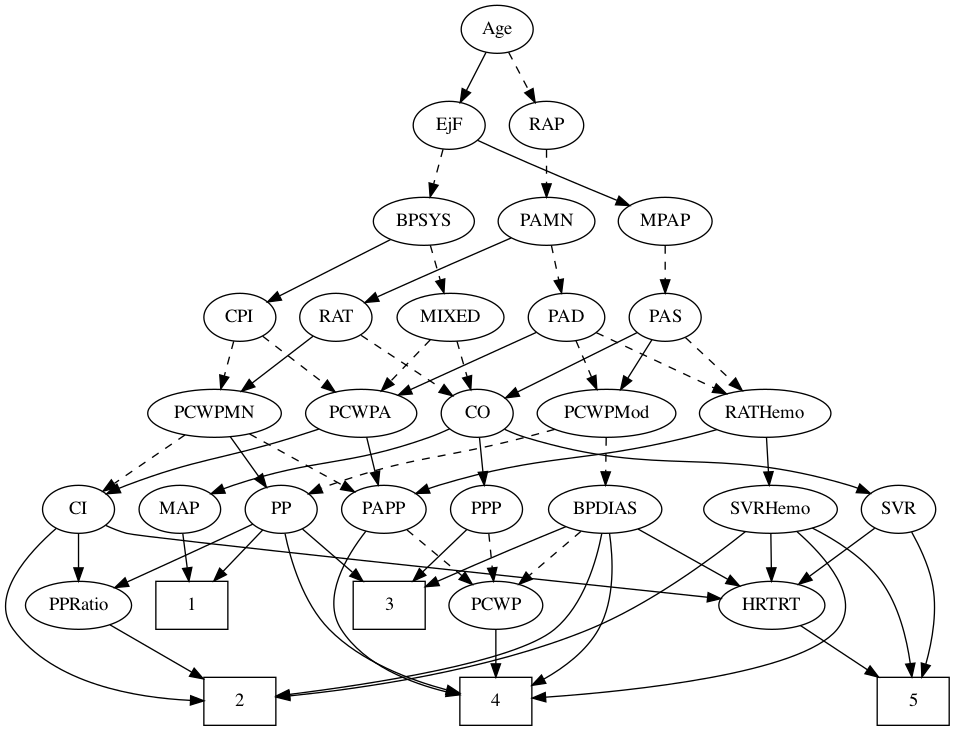 Age
EjF
RAP
BPSYS
PAMN
MPAP
CPI
RAT
MIXED
PAD
PAS
PCWPMN
PCWPA
CO
PCWPMod
RATHemo
CI
MAP
PP
PAPP
PPP
BPDIAS
SVRHemo
SVR
PPRatio
1
3
PCWP
HRTRT
2
4
5